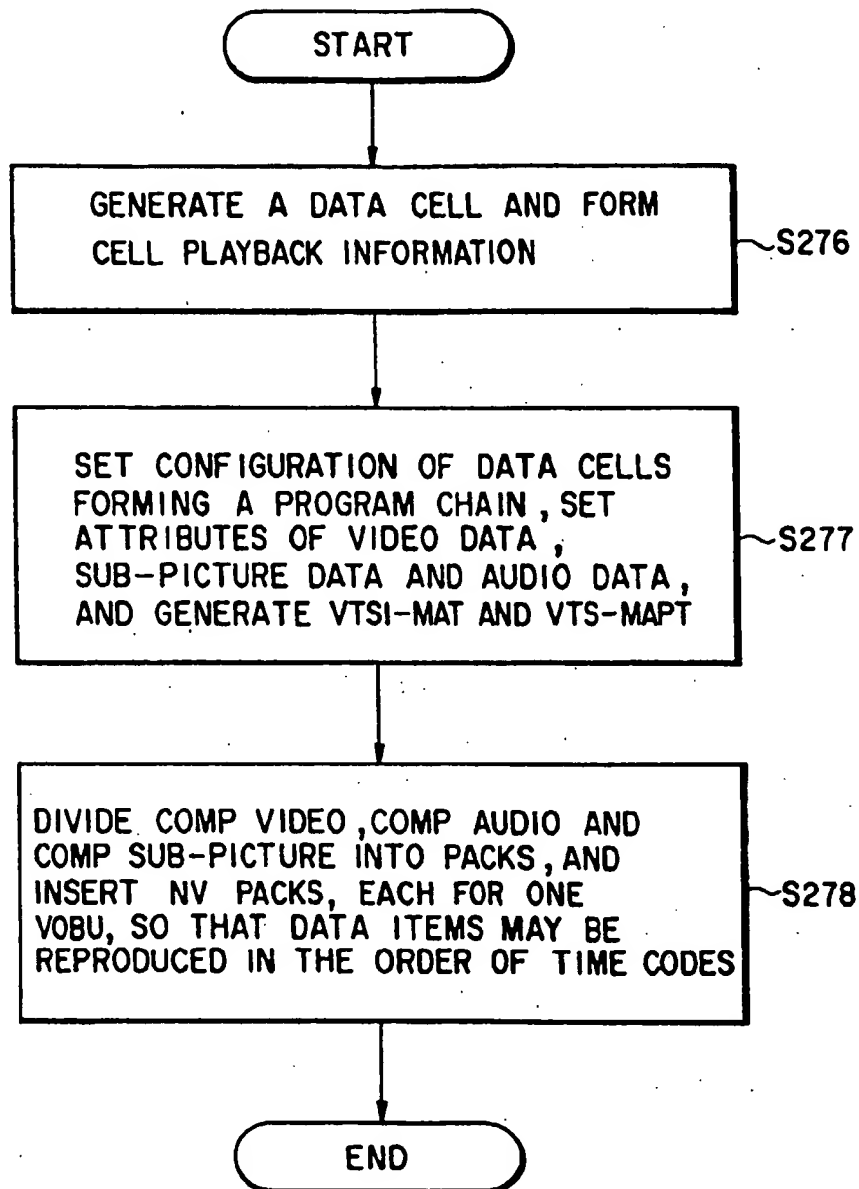 START
GENERATE A DATA CELL AND FORM
CELL PLAYBACK INFORMATION
S276
SET CONFIGURATION OF DATA CELLS
FORMING A PROGRAM CHAIN, SET
ATTRIBUTES OF VIDEO DATA,
SUB-PICTURE DATA AND AUDIO DATA,
AND GENERATE VTSI-MAT AND VTS-MAPT
S277
DIVIDE COMP VIDEO, COMP AUDIO AND
COMP SUB-PICTURE INTO PACKS, AND
INSERT NV PACKS, EACH FOR ONE
VOBU, SO THAT DATA ITEMS MAY BE
REPRODUCED IN THE ORDER OF TIME CODES
S278
END